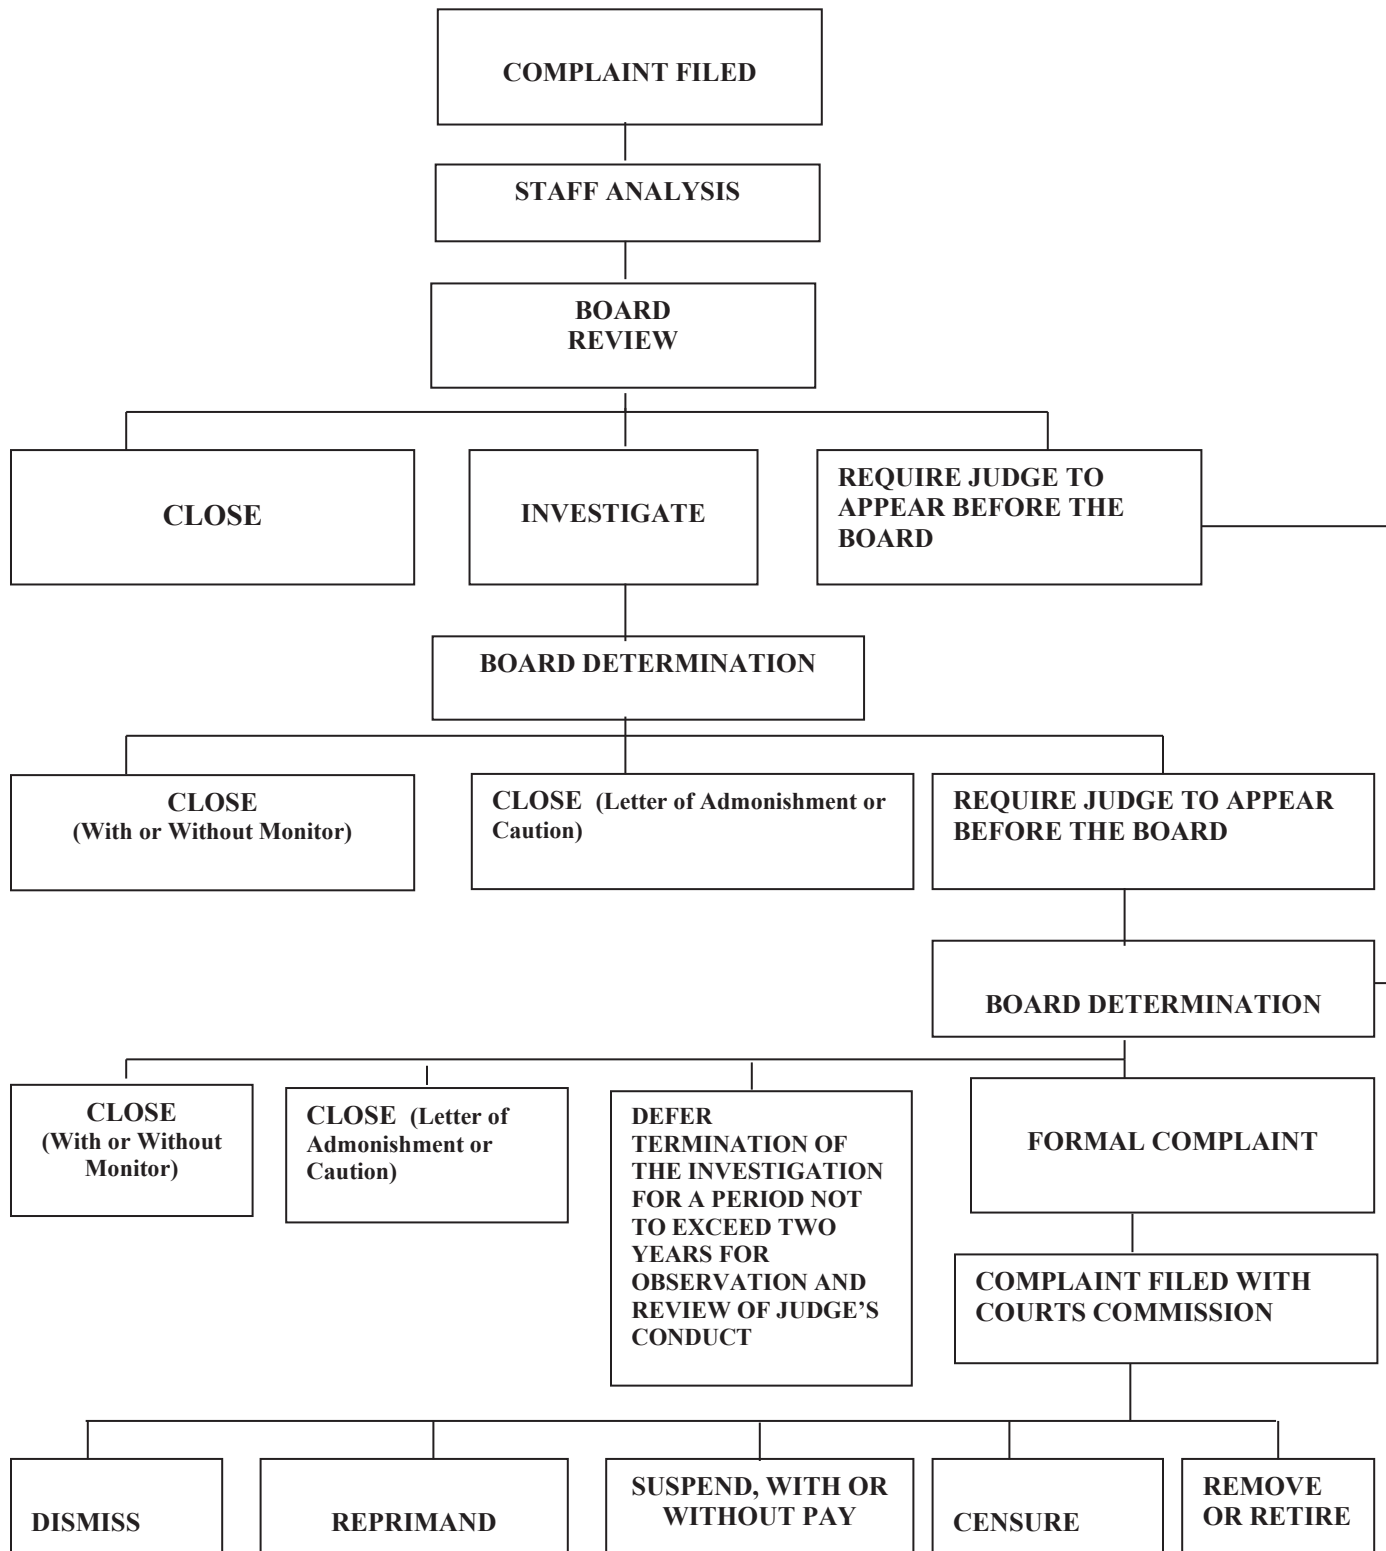 COMPLAINT FILED
STAFF ANALYSIS
BOARD
REVIEW
CLOSE
INVESTIGATE
REQUIRE JUDGE TO
APPEAR BEFORE THE
BOARD
BOARD DETERMINATION
CLOSE
(With or Without Monitor)
CLOSE (Letter of Admonishment or
Caution)
REQUIRE JUDGE TO APPEAR
BEFORE THE BOARD
BOARD DETERMINATION
CLOSE
(With or Without
Monitor)
CLOSE (Letter of
Admonishment or
Caution)
DEFER
TERMINATION OF
THE INVESTIGATION
FOR A PERIOD NOT
TO EXCEED TWO
YEARS FOR
OBSERVATION AND
REVIEW OF JUDGE’S
CONDUCT
FORMAL COMPLAINT
COMPLAINT FILED WITH
COURTS COMMISSION
DISMISS
REPRIMAND
SUSPEND, WITH OR
WITHOUT PAY
CENSURE
REMOVE
OR RETIRE